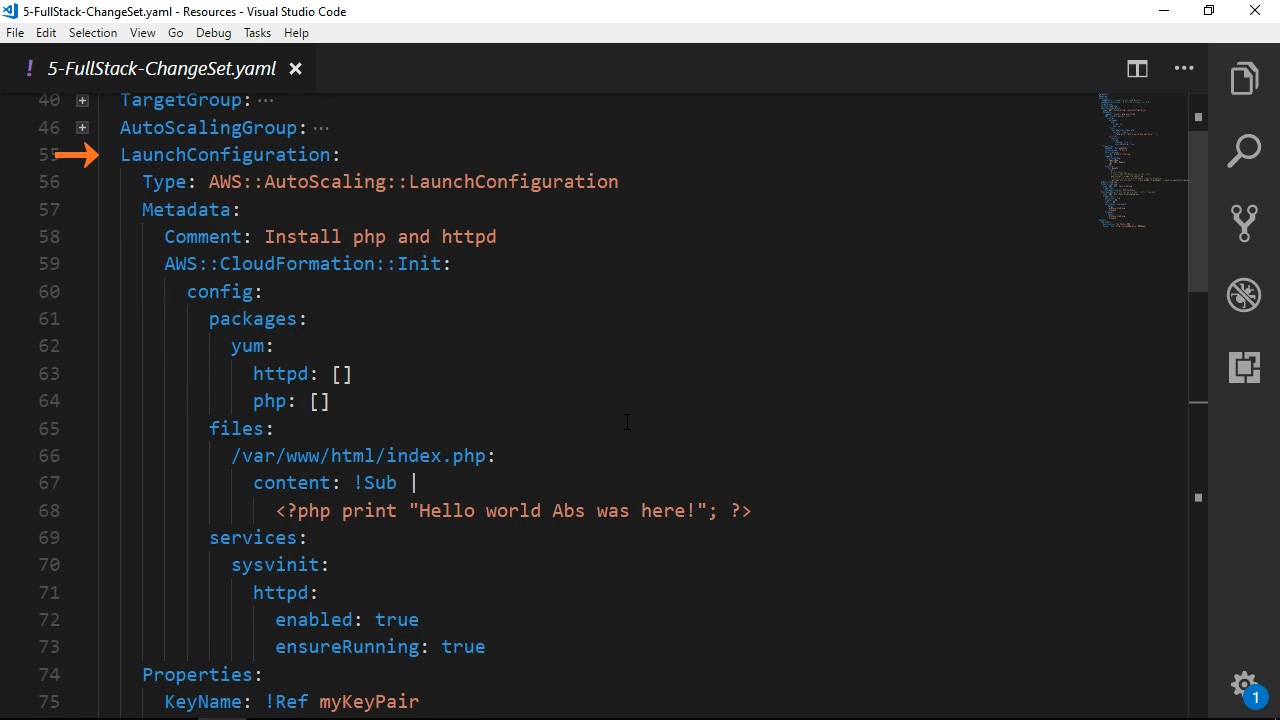 5-FullStack-ChangeSet.yaml - Resources - Visual Studio Code
File Edit Selection View Go Debug Tasks Help
! 5-FullStack-ChangeSet.yaml
40 TargetGroup:···
46 AutoScalingGroup:···
55 LaunchConfiguration:
56 Type: AWS::AutoScaling::LaunchConfiguration
57 Metadata:
58 Comment: Install php and httpd
59 AWS::CloudFormation::Init:
60 config:
61 packages:
62 yum:
63 httpd: []
64 php: []
65 files:
66 /var/www/html/index.php:
67 content: !Sub |
68 <?php print "Hello world Abs was here!"; ?>
69 services:
70 sysvinit:
71 httpd:
72 enabled: true
73 ensureRunning: true
74 Properties:
75 KeyName: !Ref myKeyPair
1